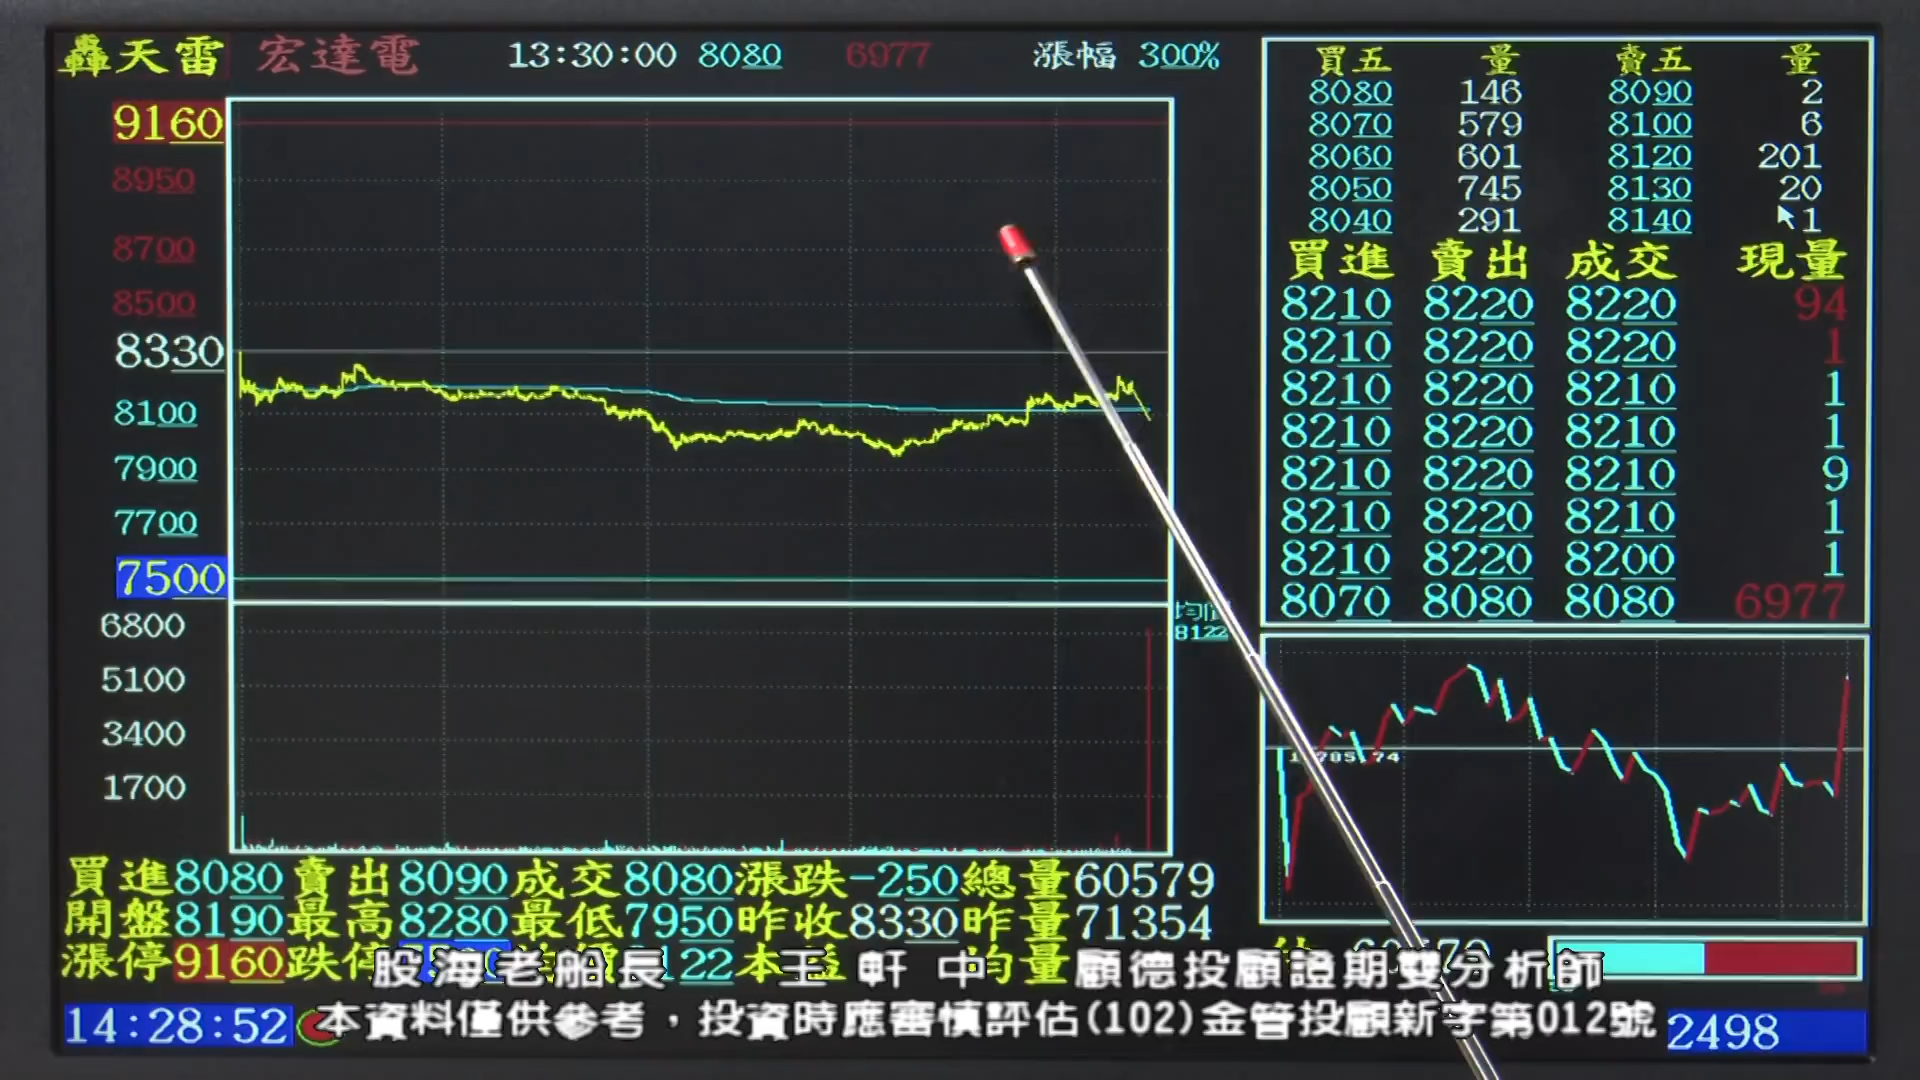 轟天雷 宏達電 13:30:00 8080 6977 漲幅 300%
9160
8950
8700
8500
8330
8100
7900
7700
7500
6800
5100
3400
1700
均價
8122
買五 量 賣五 量
8080 146 8090 2
8070 579 8100 6
8060 601 8120 201
8050 745 8130 20
8040 291 8140 1
買進 賣出 成交 現量
8210 8220 8220 94
8210 8220 8220 1
8210 8220 8210 1
8210 8220 8210 1
8210 8220 8210 9
8210 8220 8210 1
8210 8220 8200 1
8070 8080 8080 6977
買進8080 賣出8090 成交8080 漲跌-250 總量60579
開盤8190 最高8280 最低7950 昨收8330 昨量71354
漲停9160 跌停 122 本益 均量
股海老船長 王軒中 顧德投顧證期雙分析師
14:28:52 本資料僅供參考，投資時應審慎評估(102)金管投顧新字第012號 2498